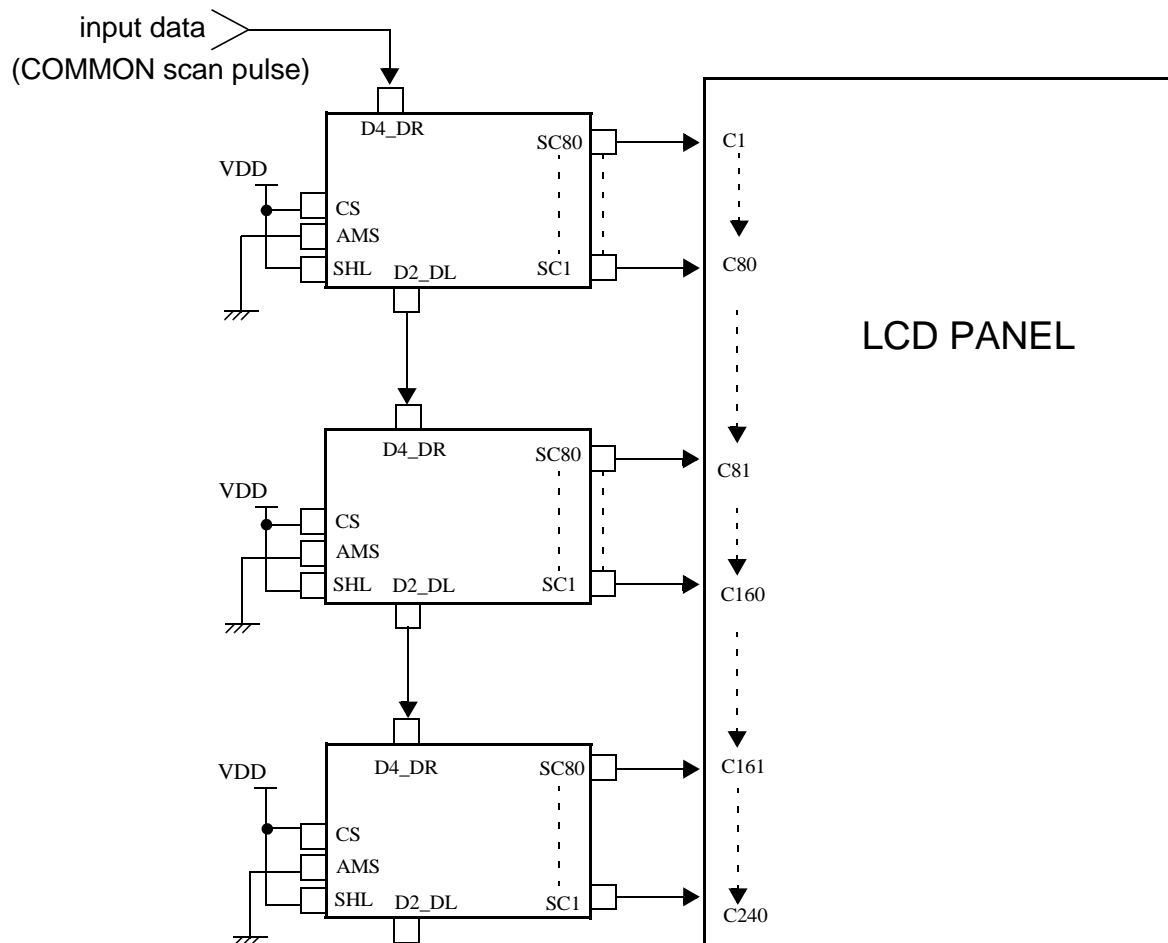 input data
(COMMON scan pulse)
D4_DR
SC80
C1
VDD
CS
AMS
SHL
D2_DL
SC1
C80
LCD PANEL
D4_DR
SC80
C81
VDD
CS
AMS
SHL
D2_DL
SC1
C160
D4_DR
SC80
C161
VDD
CS
AMS
SHL
D2_DL
SC1
C240